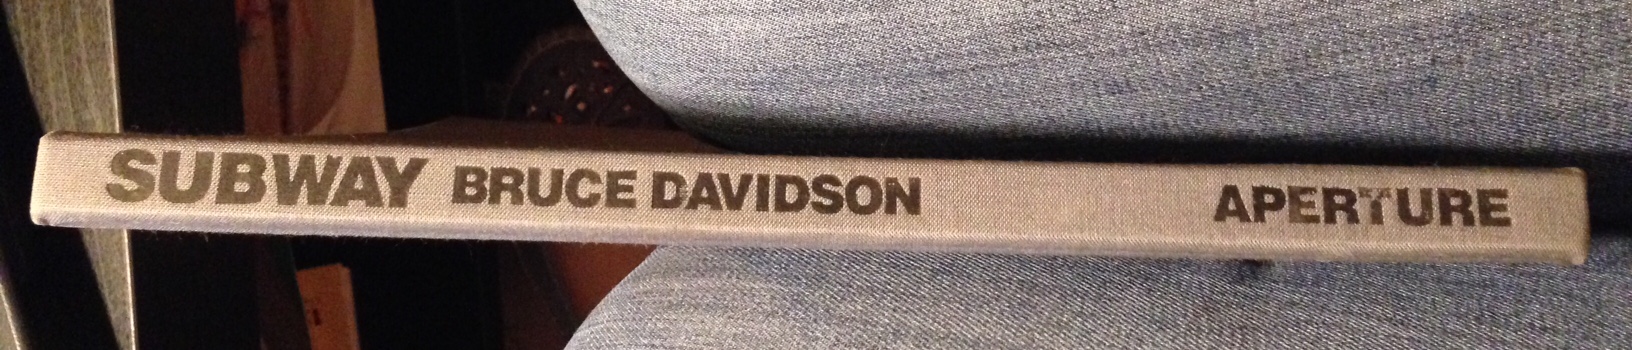 SUBWAY BRUCE DAVIDSON APERTURE